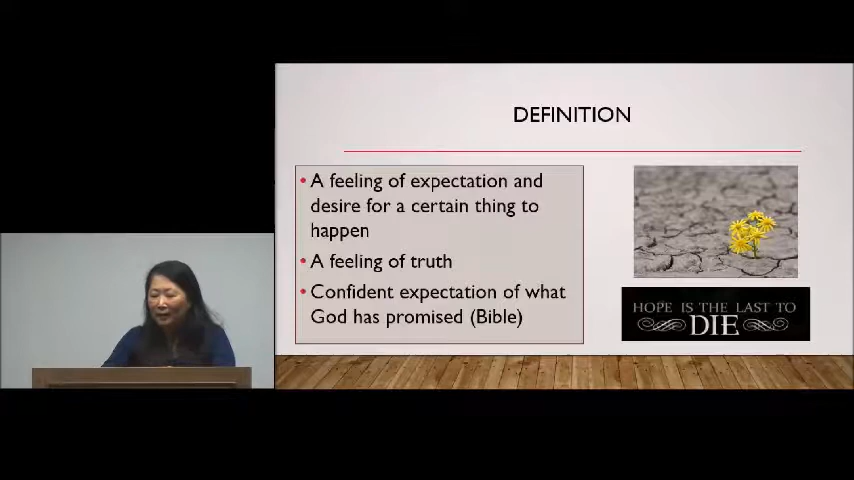 DEFINITION
• A feeling of expectation and
desire for a certain thing to
happen
• A feeling of truth
• Confident expectation of what
God has promised (Bible)
HOPE IS THE LAST TO
DIE